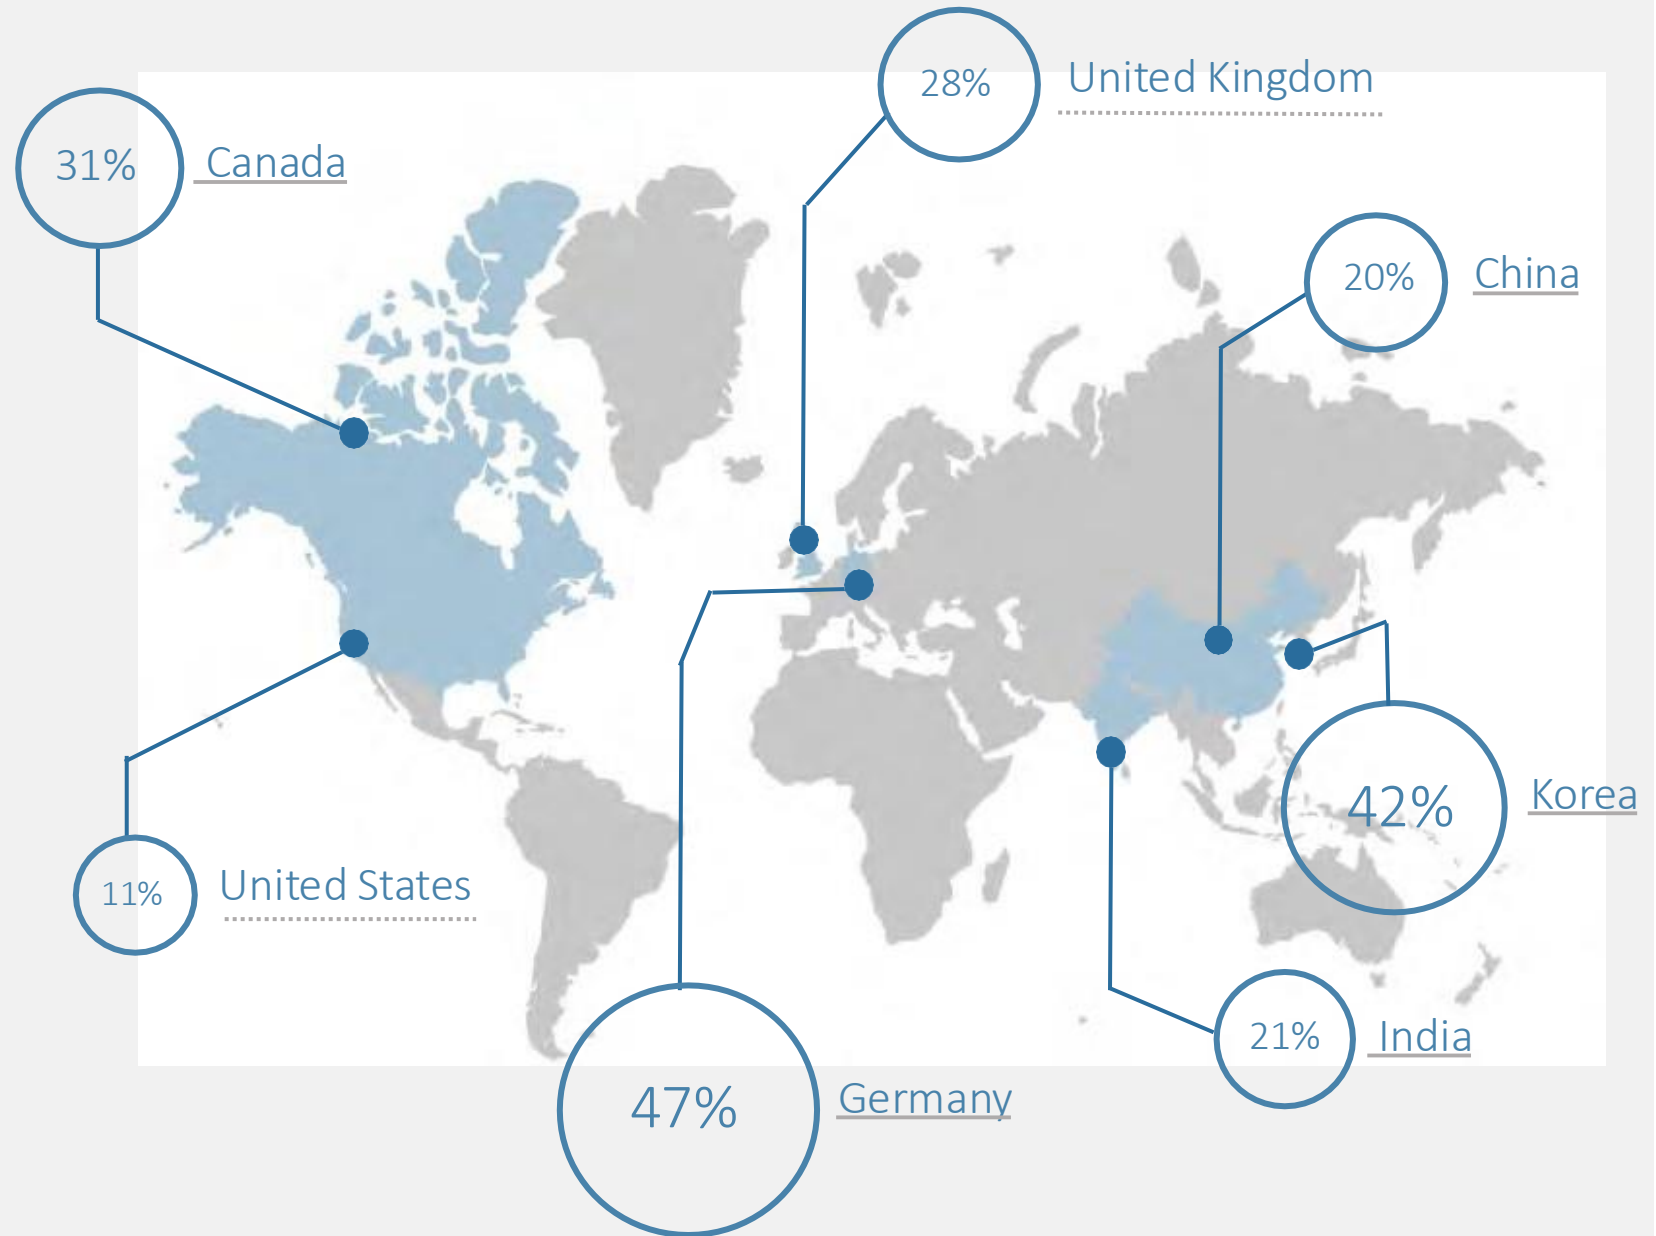 28% United Kingdom
31% Canada
20% China
42% Korea
11% United States
21% India
47% Germany